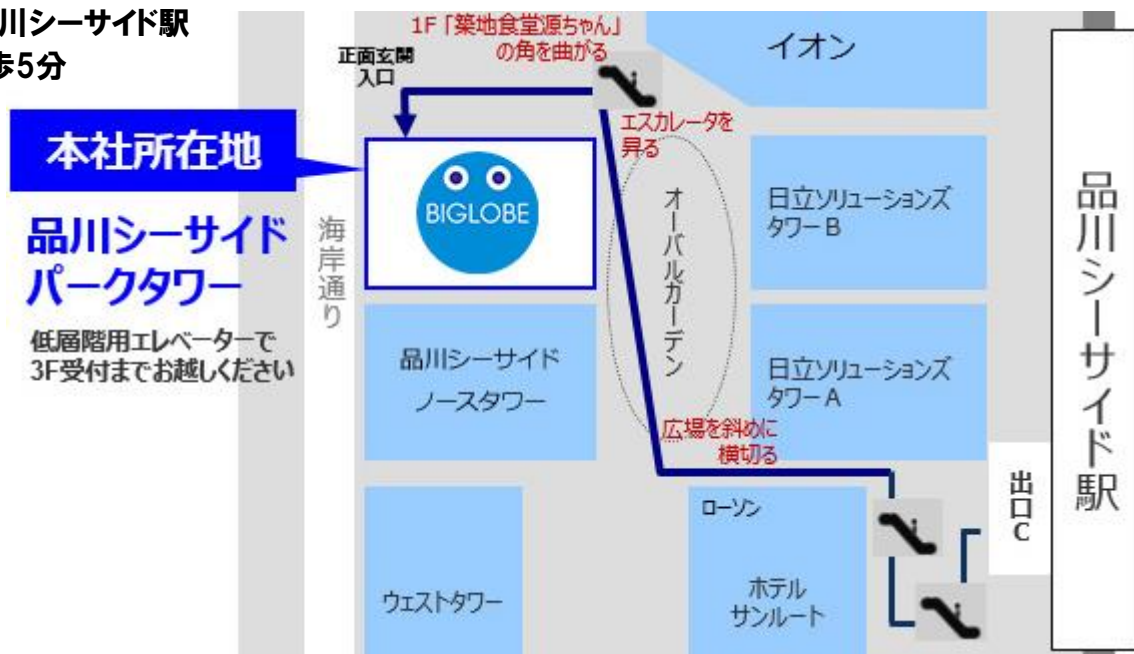 川シーサイド駅
歩5分
1F「築地食堂源ちゃん」
の角を曲がる
正面玄関
入口
イオン
本社所在地
エスカレータを
昇る
BIGLOBE
品川シーサイド
パークタワー
低層階用エレベーターで
3F受付までお越しください
海岸通り
オーバルガーデン
日立ソリューションズ
タワーB
品川シーサイド駅
品川シーサイド
ノースタワー
日立ソリューションズ
タワーA
広場を斜めに
横切る
出口C
ローソン
ウェストタワー
ホテル
サンルート